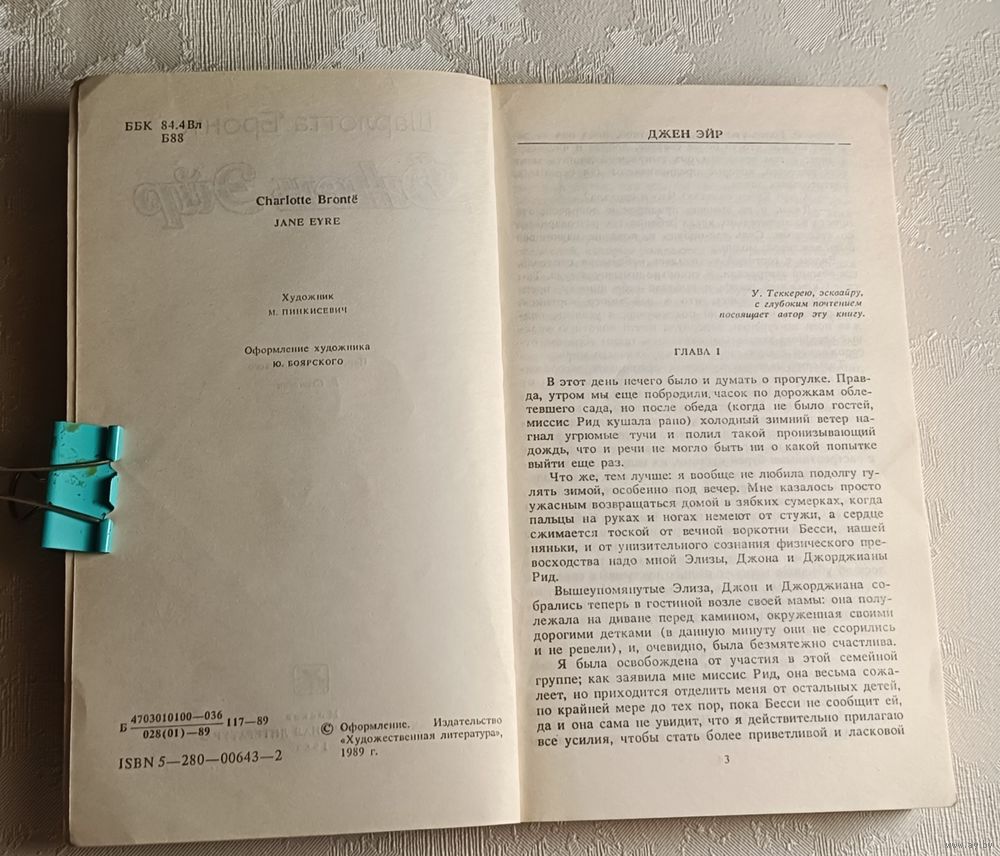 ББК 84.4Вл
Б88
Charlotte Brontë
JANE EYRE
Художник
М. ПИНКИСЕВИЧ
Оформление художника
Ю. БОЯРСКОГО
Б 4703010100—036
028(01)—89
117—89
ISBN 5—280—00643—2
© Оформление. Издательство
«Художественная литература»,
1989 г.
ДЖЕН ЭЙР
У. Теккерею, эсквайру,
с глубоким почтением
посвящает автор эту книгу.
ГЛАВА I
В этот день нечего было и думать о прогулке. Прав-
да, утром мы еще побродили часок по дорожкам обле-
тевшего сада, но после обеда (когда не было гостей,
миссис Рид кушала рано) холодный зимний ветер на-
гнал угрюмые тучи и полил такой пронизывающий
дождь, что и речи не могло быть ни о какой попытке
выйти еще раз.
Что же, тем лучше: я вообще не любила подолгу гу-
лять зимой, особенно под вечер. Мне казалось просто
ужасным возвращаться домой в зябких сумерках, когда
пальцы на руках и ногах немеют от стужи, а сердце
сжимается тоской от вечной воркотни Бесси, нашей
няньки, и от унизительного сознания физического пре-
восходства надо мной Элизы, Джона и Джорджианы
Рид.
Вышеупомянутые Элиза, Джон и Джорджиана со-
брались теперь в гостиной возле своей мамы: она полу-
лежала на диване перед камином, окруженная своими
дорогими детками (в данную минуту они не ссорились
и не ревели), и, очевидно, была безмятежно счастлива.
Я была освобождена от участия в этой семейной
группе; как заявила мне миссис Рид, она весьма сожа-
леет, но приходится отделить меня от остальных детей,
по крайней мере до тех пор, пока Бесси не сообщит ей,
да и она сама не увидит, что я действительно прилагаю
все усилия, чтобы стать более приветливой и ласковой
3
www.ay.by